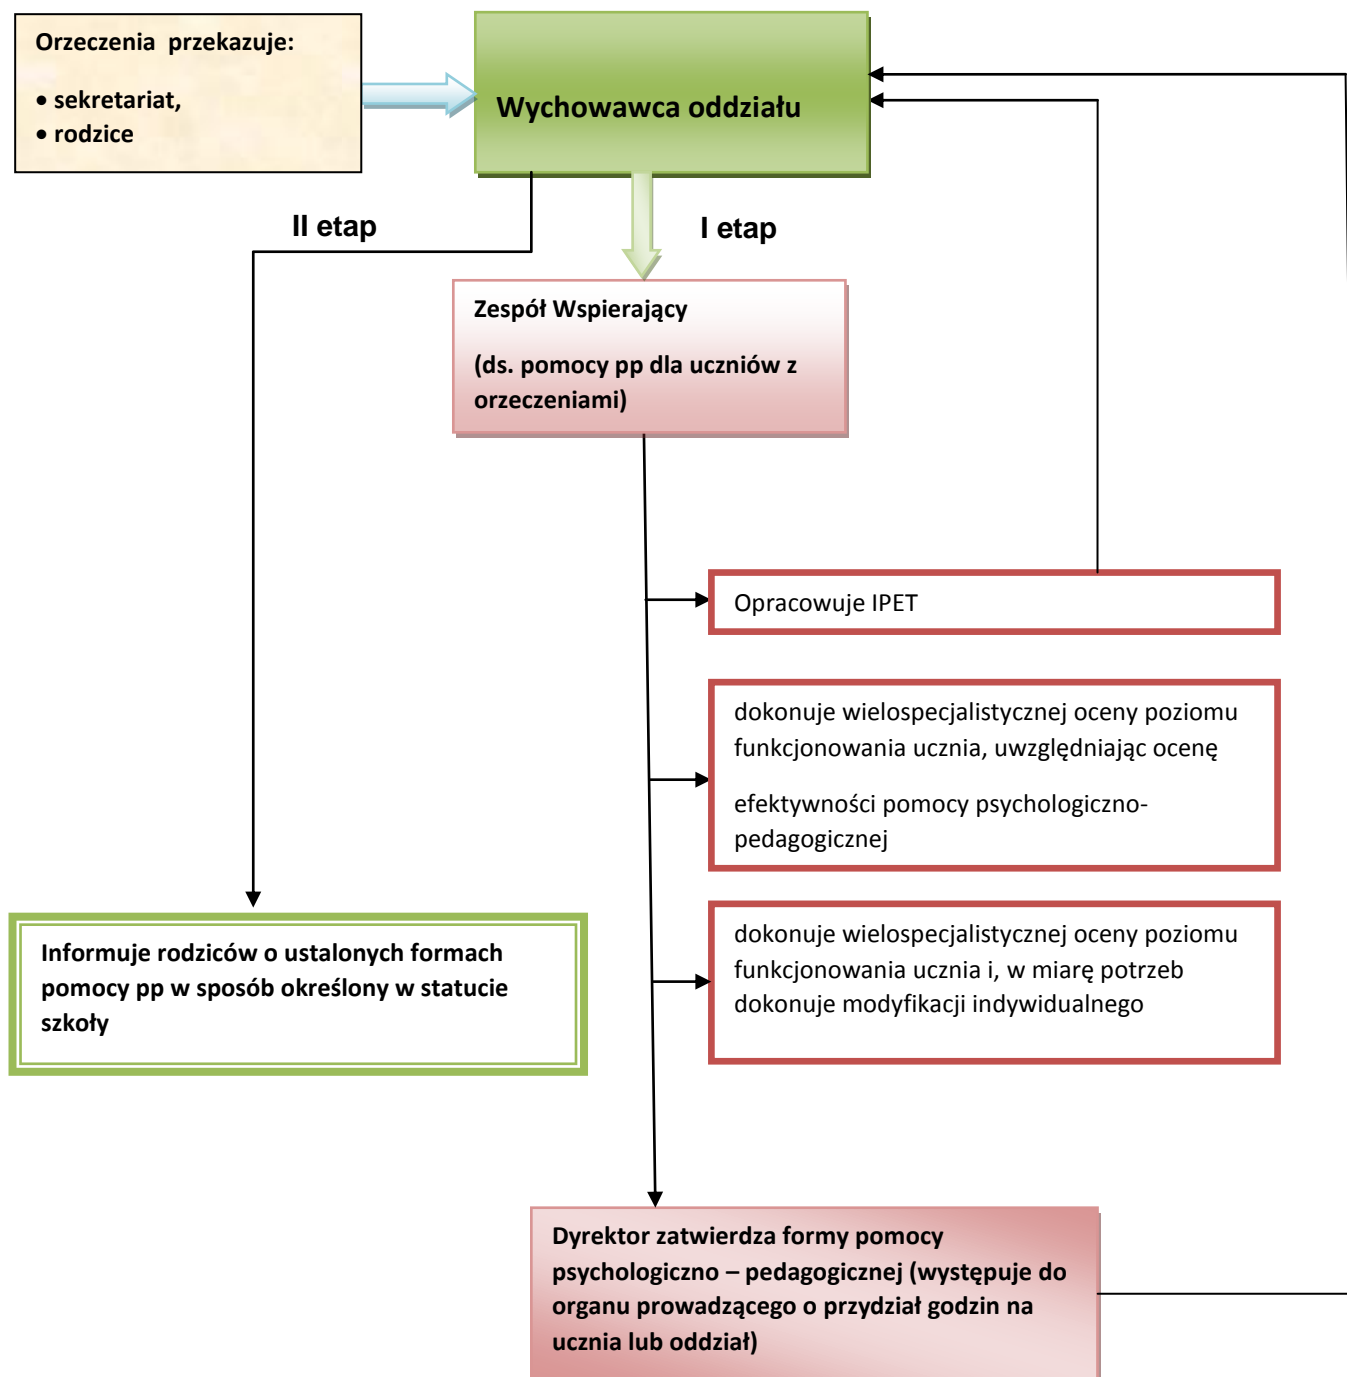 Orzeczenia przekazuje:
• sekretariat,
• rodzice
Wychowawca oddziału
II etap
I etap
Zespół Wspierający
(ds. pomocy pp dla uczniów z
orzeczeniami)
Opracowuje IPET
dokonuje wielospecjalistycznej oceny poziomu
funkcjonowania ucznia, uwzględniając ocenę
efektywności pomocy psychologiczno-
pedagogicznej
dokonuje wielospecjalistycznej oceny poziomu
funkcjonowania ucznia i, w miarę potrzeb
dokonuje modyfikacji indywidualnego
Informuje rodziców o ustalonych formach
pomocy pp w sposób określony w statucie
szkoły
Dyrektor zatwierdza formy pomocy
psychologiczno – pedagogicznej (występuje do
organu prowadzącego o przydział godzin na
ucznia lub oddział)